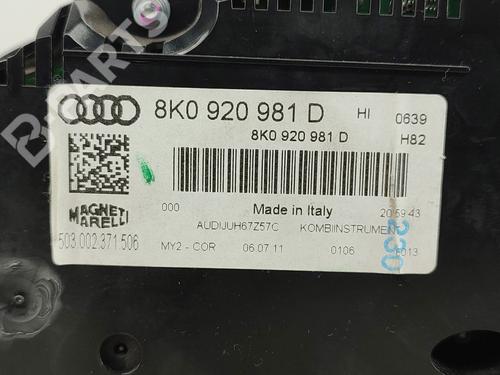 PARTS
8K0 920 981 D HI 0639
8K0 920 981 D H82
000 Made in Italy 20:59:43
MAGNETI
MARELLI
AUDIJUH67Z57C KOMBIINSTRUMENT
503.002.371.506
MY2 - COR 06.07.11 0106
230